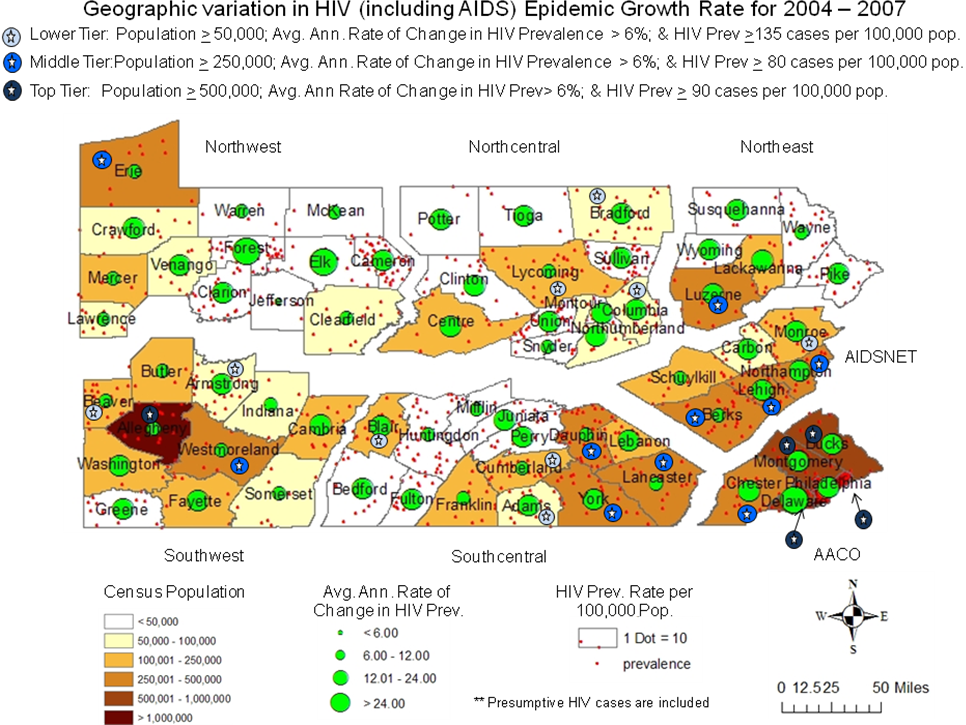 Geographic variation in HIV (including AIDS) Epidemic Growth Rate for 2004 – 2007
Lower Tier: Population ≥ 50,000; Avg. Ann. Rate of Change in HIV Prevalence > 6%; & HIV Prev ≥135 cases per 100,000 pop.
Middle Tier:Population ≥ 250,000; Avg. Ann. Rate of Change in HIV Prevalence > 6%; & HIV Prev ≥ 80 cases per 100,000 pop.
Top Tier: Population ≥ 500,000; Avg. Ann Rate of Change in HIV Prev> 6%; & HIV Prev ≥ 90 cases per 100,000 pop.
Northwest
Northcentral
Northeast
Erie
Warren
McKean
Crawford
Forest
Elk
Cameron
Venango
Mercer
Clarion
Jefferson
Lawrence
Clearfield
Potter
Tioga
Bradford
Sullivan
Lycoming
Clinton
Centre
Montour
Columbia
Union
Northumberland
Snyder
Susquehanna
Wayne
Wyoming
Lackawanna
Pike
Luzerne
Monroe
Carbon
AIDSNET
Schuylkill
Northampton
Lehigh
Berks
Butler
Armstrong
Beaver
Indiana
Allegheny
Cambria
Westmoreland
Washington
Somerset
Fayette
Greene
Blair
Mifflin
Juniata
Huntingdon
Perry
Dauphin
Lebanon
Cumberland
Lancaster
Bedford
Fulton
Franklin
Adams
York
Bucks
Montgomery
Chester
Philadelphia
Delaware
Southwest
Southcentral
AACO
Census Population
< 50,000
50,000 - 100,000
100,001 - 250,000
250,001 - 500,000
500,001 - 1,000,000
> 1,000,000
Avg. Ann. Rate of
Change in HIV Prev.
< 6.00
6.00 - 12.00
12.01 - 24.00
> 24.00
HIV Prev. Rate per
100,000 Pop.
1 Dot = 10
prevalence
** Presumptive HIV cases are included
N
W
E
S
0 12.525 50 Miles